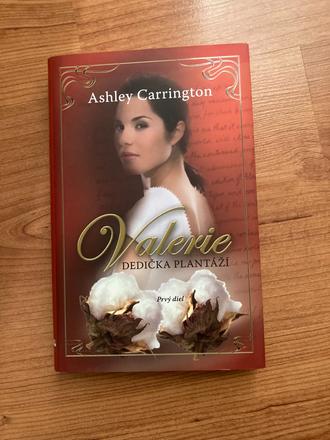 Ashley Carrington
Valerie
DEDIČKA PLANTÁŽÍ
Prvý diel